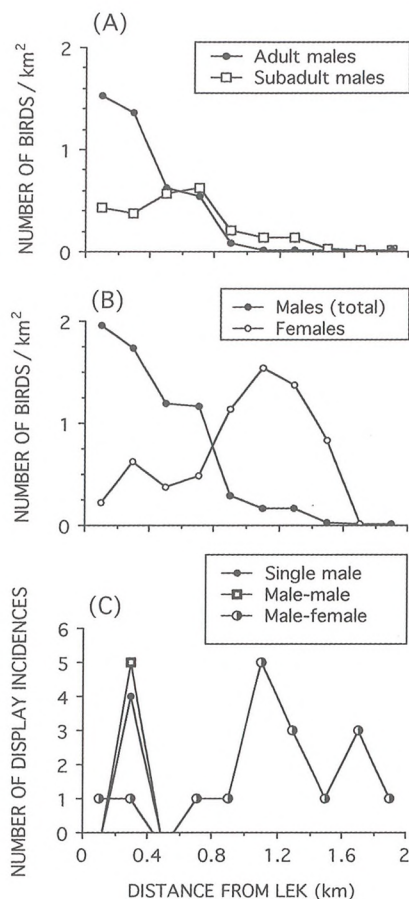 (A)
Adult males
Subadult males
NUMBER OF BIRDS / km²
2
1
0
(B)
Males (total)
Females
NUMBER OF BIRDS / km²
2
1
0
(C)
Single male
Male-male
Male-female
NUMBER OF DISPLAY INCIDENCES
6
5
4
3
2
1
0
0 0.4 0.8 1.2 1.6 2
DISTANCE FROM LEK (km)